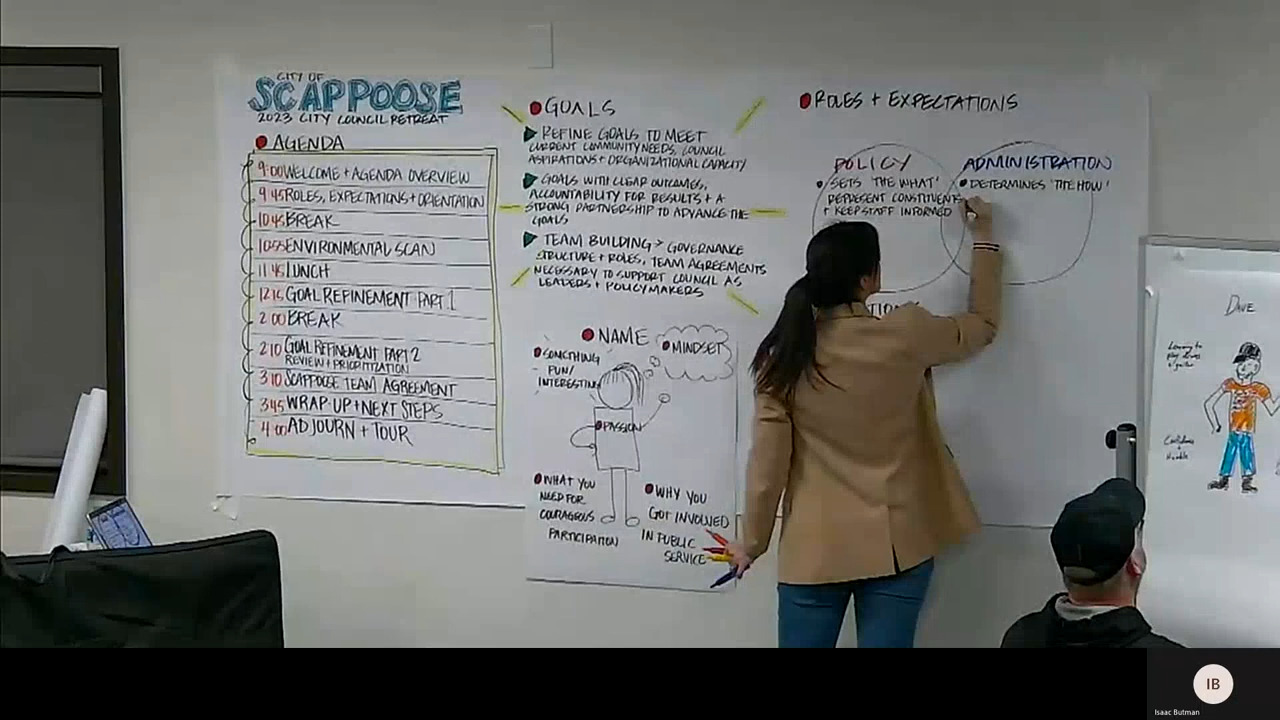 CITY OF
SCAPPOOSE
2023 CITY COUNCIL RETREAT
AGENDA
9:00 WELCOME + AGENDA OVERVIEW
9 45 ROLES, EXPECTATIONS + ORIENTATION
10 45 BREAK
10:55 ENVIRONMENTAL SCAN
11 45 LUNCH
12 15 GOAL REFINEMENT PART 1
2 00 BREAK
2 10 GOAL REFINEMENT PART 2
REVIEW + PRIORITIZATION
3 10 SCAPPOOSE TEAM AGREEMENT
3 45 WRAP UP + NEXT STEPS
4 00 ADJOURN + TOUR
GOALS
REFINE GOALS TO MEET
CURRENT COMMUNITY NEEDS, COUNCIL
ASPIRATIONS + ORGANIZATIONAL CAPACITY
GOALS WITH CLEAR OUTCOMES,
ACCOUNTABILITY FOR RESULTS + A
STRONG PARTNERSHIP TO ADVANCE THE
GOALS
TEAM BUILDING > GOVERNANCE
STRUCTURE + ROLES, TEAM AGREEMENTS
NECESSARY TO SUPPORT COUNCIL AS
LEADERS + POLICYMAKERS
NAME
MINDSET
SOMETHING
FUN/
INTERESTING
PASSION
WHAT YOU
NEED FOR
COURAGEOUS
PARTICIPATION
WHY YOU
GOT INVOLVED
IN PUBLIC
SERVICE
ROLES + EXPECTATIONS
POLICY
SETS 'THE WHAT'
REPRESENT CONSTITUENTS
+ KEEP STAFF INFORMED
ADMINISTRATION
DETERMINES 'THE HOW'
DAVE
IB
Isaac Butman